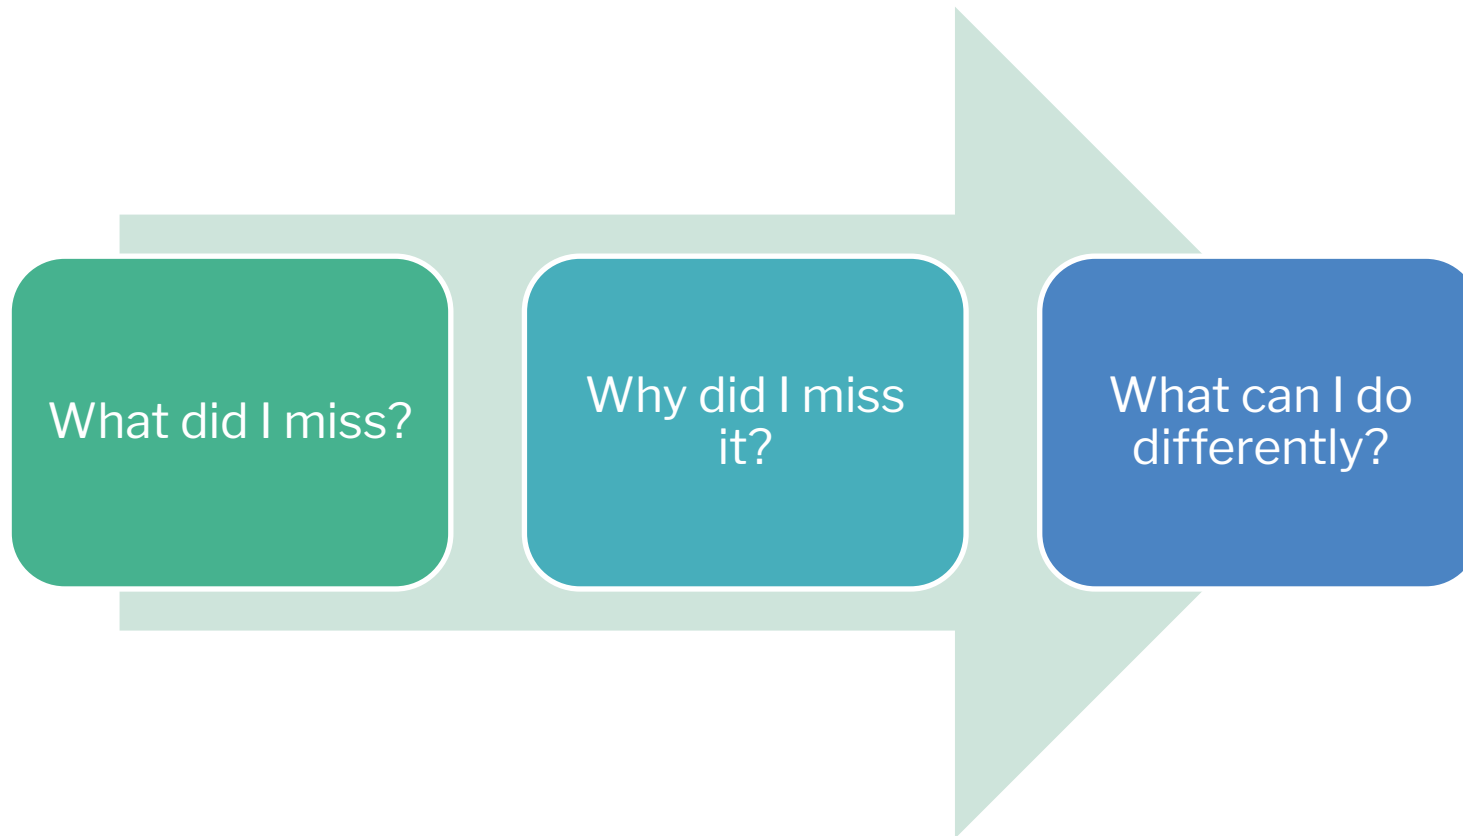 What did I miss?
Why did I miss
it?
What can I do
differently?